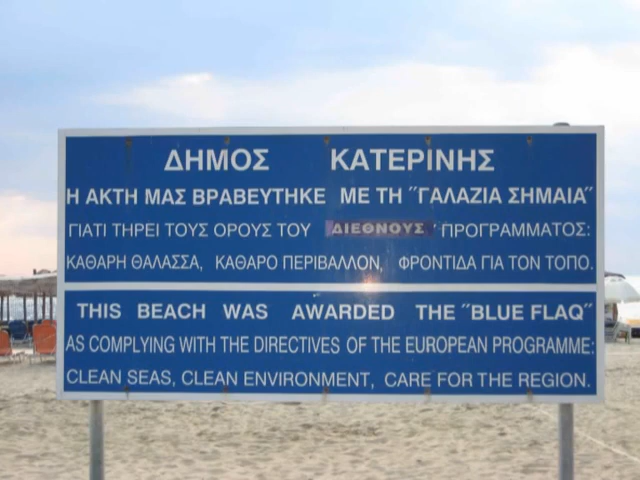 ΔΗΜΟΣ ΚΑΤΕΡΙΝΗΣ
Η ΑΚΤΗ ΜΑΣ ΒΡΑΒΕΥΤΗΚΕ ΜΕ ΤΗ "ΓΑΛΑΖΙΑ ΣΗΜΑΙΑ"
ΓΙΑΤΙ ΤΗΡΕΙ ΤΟΥΣ ΟΡΟΥΣ ΤΟΥ ΔΙΕΘΝΟΥΣ ΠΡΟΓΡΑΜΜΑΤΟΣ:
ΚΑΘΑΡΗ ΘΑΛΑΣΣΑ, ΚΑΘΑΡΟ ΠΕΡΙΒΑΛΛΟΝ, ΦΡΟΝΤΙΔΑ ΓΙΑ ΤΟΝ ΤΟΠΟ.
THIS BEACH WAS AWARDED THE "BLUE FLAQ"
AS COMPLYING WITH THE DIRECTIVES OF THE EUROPEAN PROGRAMME:
CLEAN SEAS, CLEAN ENVIRONMENT, CARE FOR THE REGION.